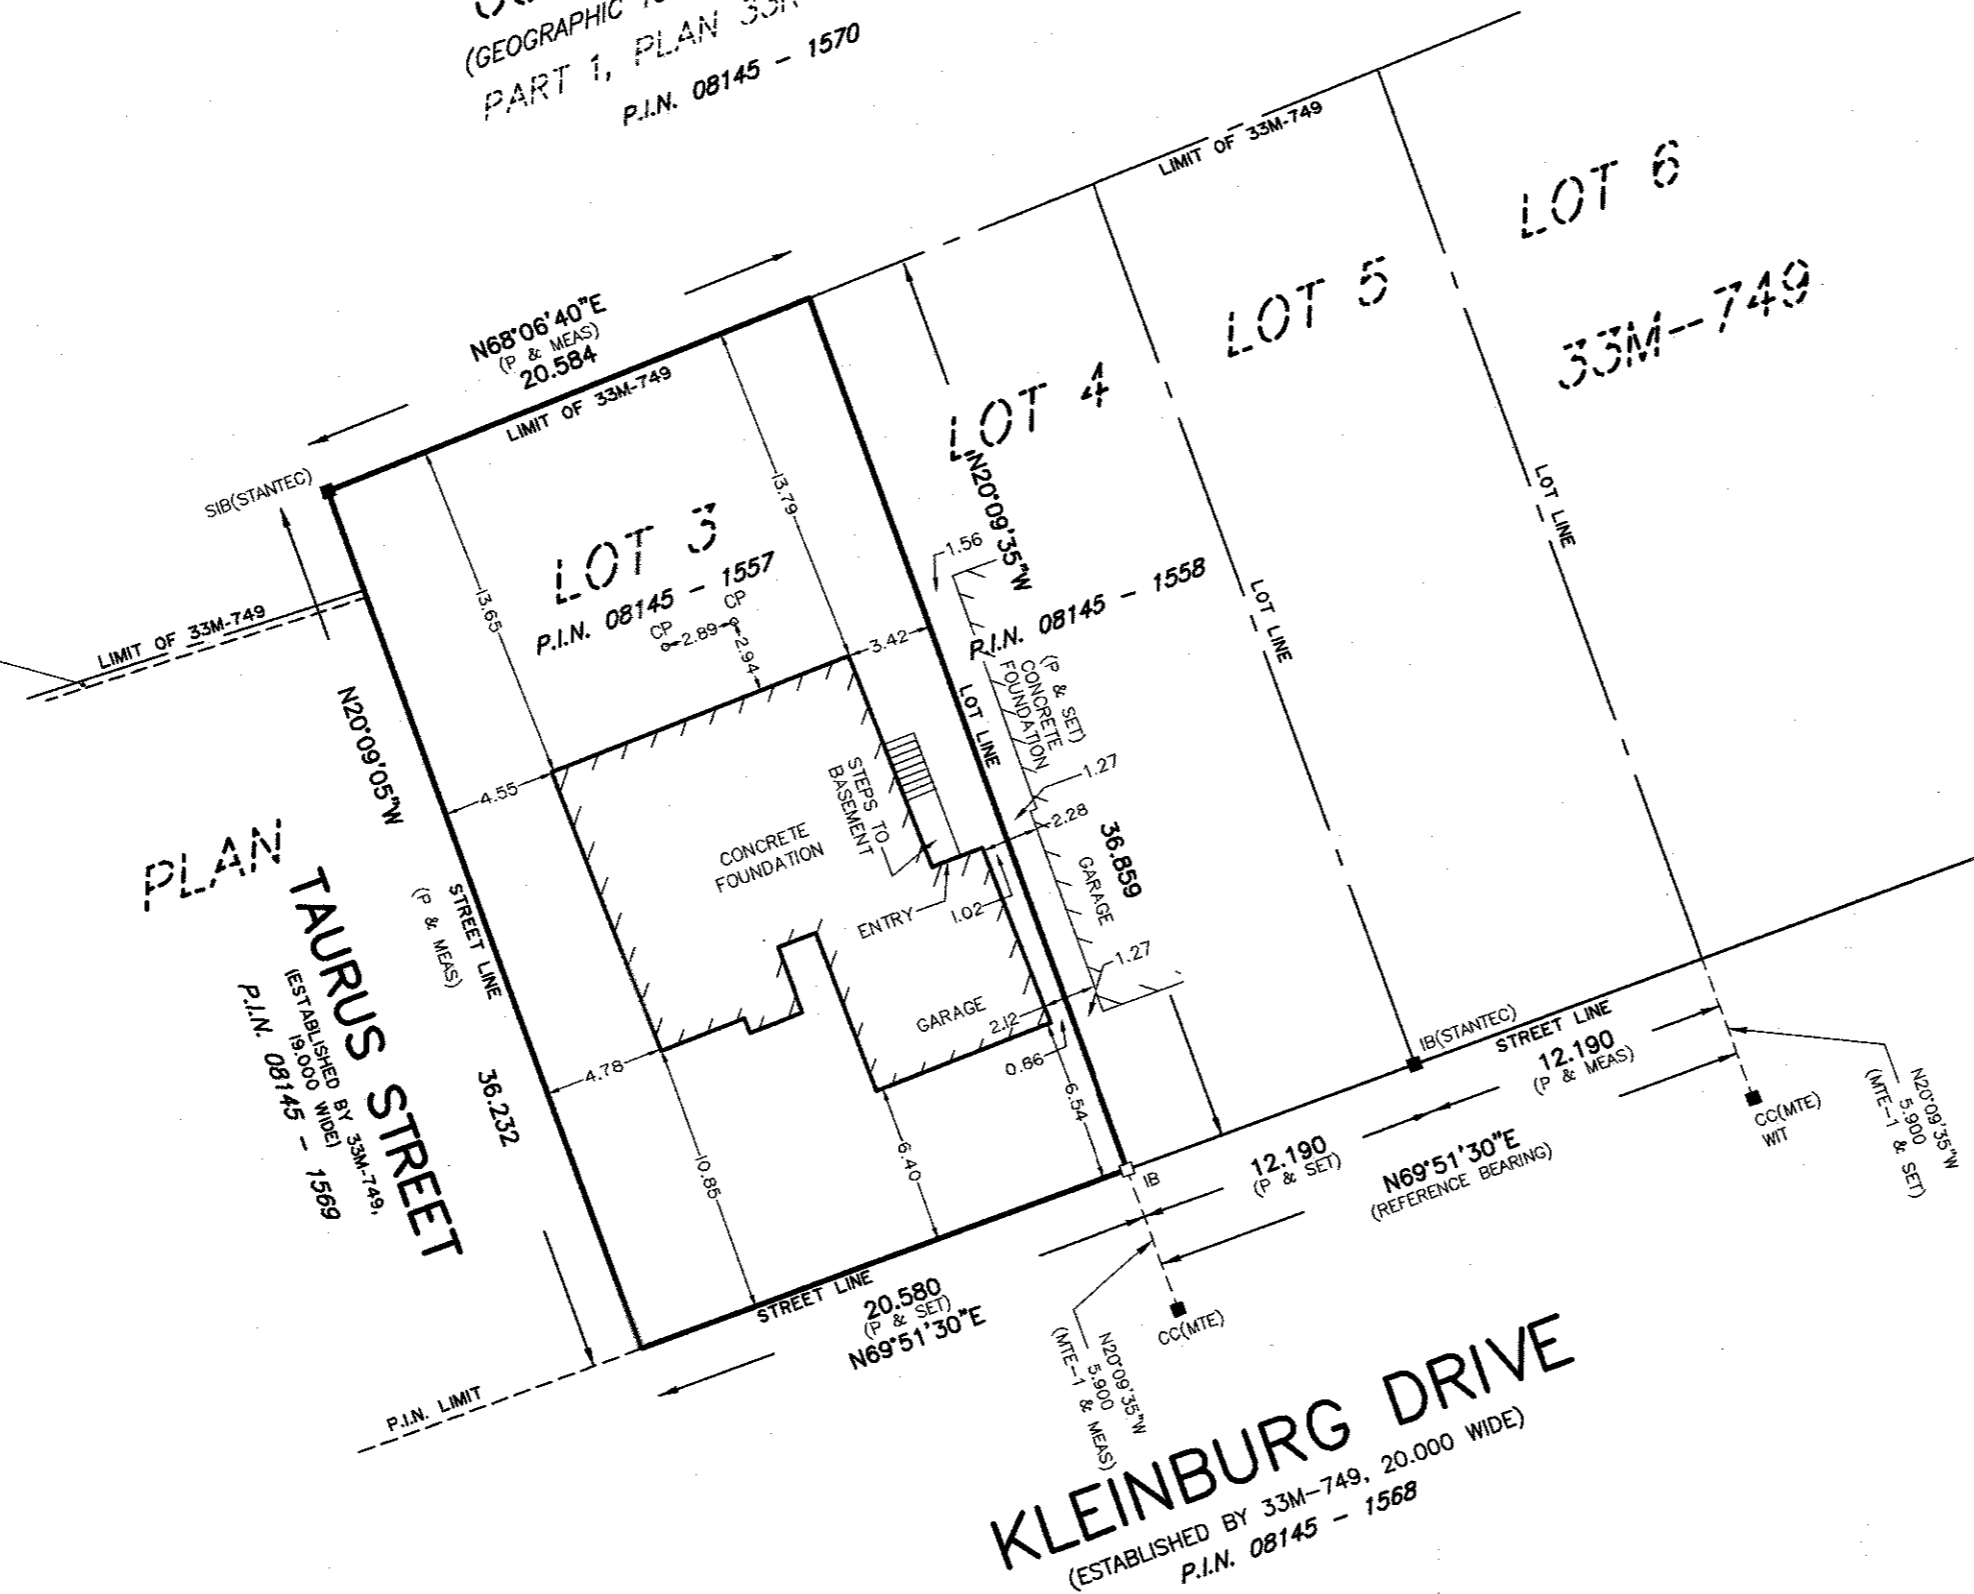 (GEOGRAPHIC
PART 1, PLAN 33R
P.I.N. 08145 - 1570
LIMIT OF 33M-749
LOT 6
33M-749
LOT 5
LOT 4
N20°09'35"W
36.859
P.I.N. 08145 - 1558
N68°06'40"E
(P & MEAS)
20.584
LIMIT OF 33M-749
SIB(STANTEC)
LOT 3
P.I.N. 08145 - 1557
CP
CP
2.89
2.94
13.65
13.79
3.42
1.56
LIMIT OF 33M-749
LOT LINE
LOT LINE
LOT LINE
(P & SET)
CONCRETE
FOUNDATION
1.27
2.28
GARAGE
1.27
N20°09'05"W
(P & MEAS)
36.232
STREET LINE
4.55
4.78
CONCRETE
FOUNDATION
STEPS TO
BASEMENT
ENTRY
1.02
GARAGE
2.12
0.86
6.54
6.40
10.85
PLAN
TAURUS STREET
(ESTABLISHED BY 33M-749,
19.000 WIDE)
P.I.N. 08145 - 1569
IB(STANTEC)
STREET LINE
12.190
(P & MEAS)
CC(MTE)
WIT
N20°09'35"W
5.900
(MTE-1 & SET)
IB
12.190
(P & SET)
N69°51'30"E
(REFERENCE BEARING)
STREET LINE
20.580
(P & SET)
N69°51'30"E
CC(MTE)
N20°09'35"W
5.900
(MTE-1 & MEAS)
P.I.N. LIMIT
KLEINBURG DRIVE
(ESTABLISHED BY 33M-749, 20.000 WIDE)
P.I.N. 08145 - 1568